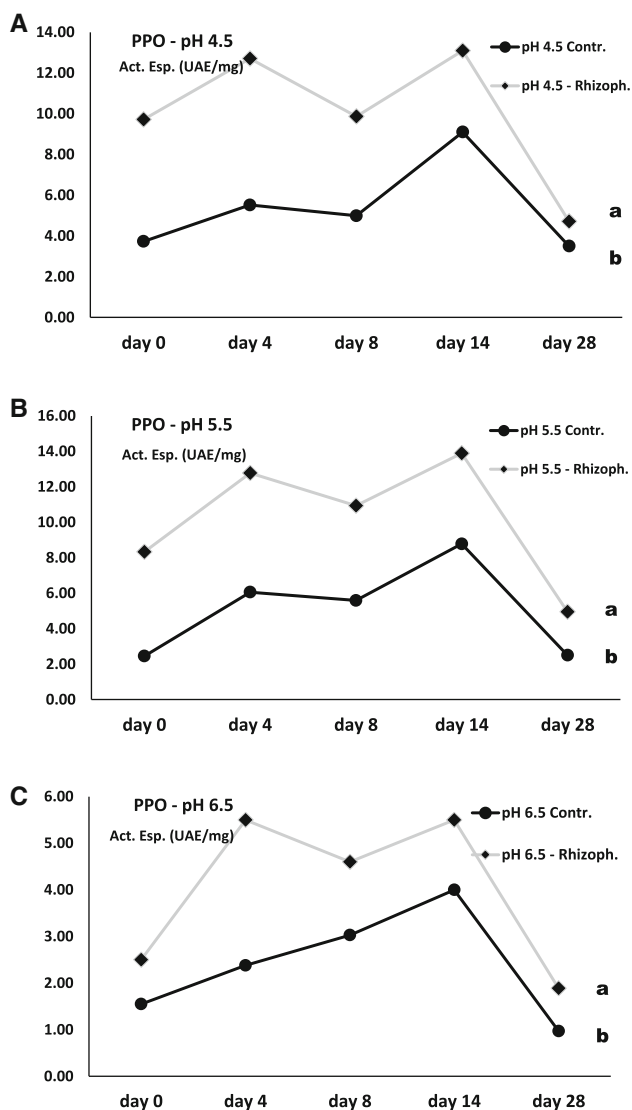 A
PPO - pH 4.5
Act. Esp. (UAE/mg)
pH 4.5 Contr.
pH 4.5 - Rhizoph.
14.00
12.00
10.00
8.00
6.00
4.00
2.00
0.00
a
b
day 0 day 4 day 8 day 14 day 28
B
PPO - pH 5.5
Act. Esp. (UAE/mg)
pH 5.5 Contr.
pH 5.5 - Rhizoph.
16.00
14.00
12.00
10.00
8.00
6.00
4.00
2.00
0.00
a
b
day 0 day 4 day 8 day 14 day 28
C
PPO - pH 6.5
Act. Esp. (UAE/mg)
pH 6.5 Contr.
pH 6.5 - Rhizoph.
6.00
5.00
4.00
3.00
2.00
1.00
0.00
a
b
day 0 day 4 day 8 day 14 day 28